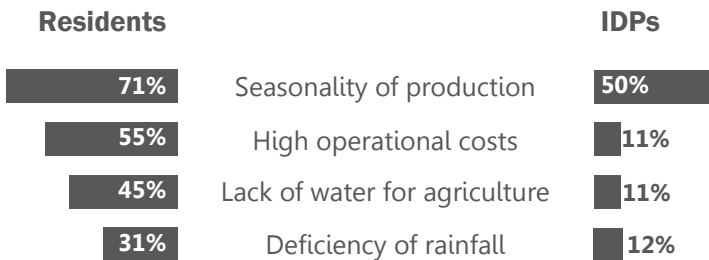 Residents IDPs
71% Seasonality of production 50%
55% High operational costs 11%
45% Lack of water for agriculture 11%
31% Deficiency of rainfall 12%